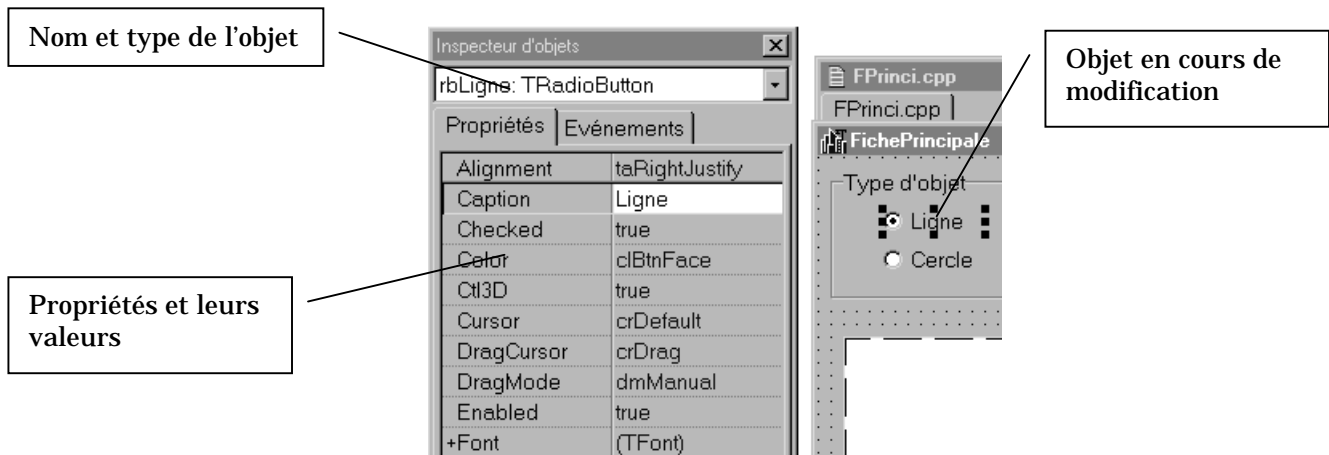 Nom et type de l'objet
Inspecteur d'objets
rbLigne: TRadioButton
Propriétés
Evénements
Alignment taRightJustify
Caption Ligne
Checked true
Color clBtnFace
Ctl3D true
Cursor crDefault
DragCursor crDrag
DragMode dmManual
Enabled true
+Font (TFont)
Propriétés et leurs
valeurs
FPrinci.cpp
FPrinci.cpp
FichePrincipale
Type d'objet
Ligne
Cercle
Objet en cours de
modification